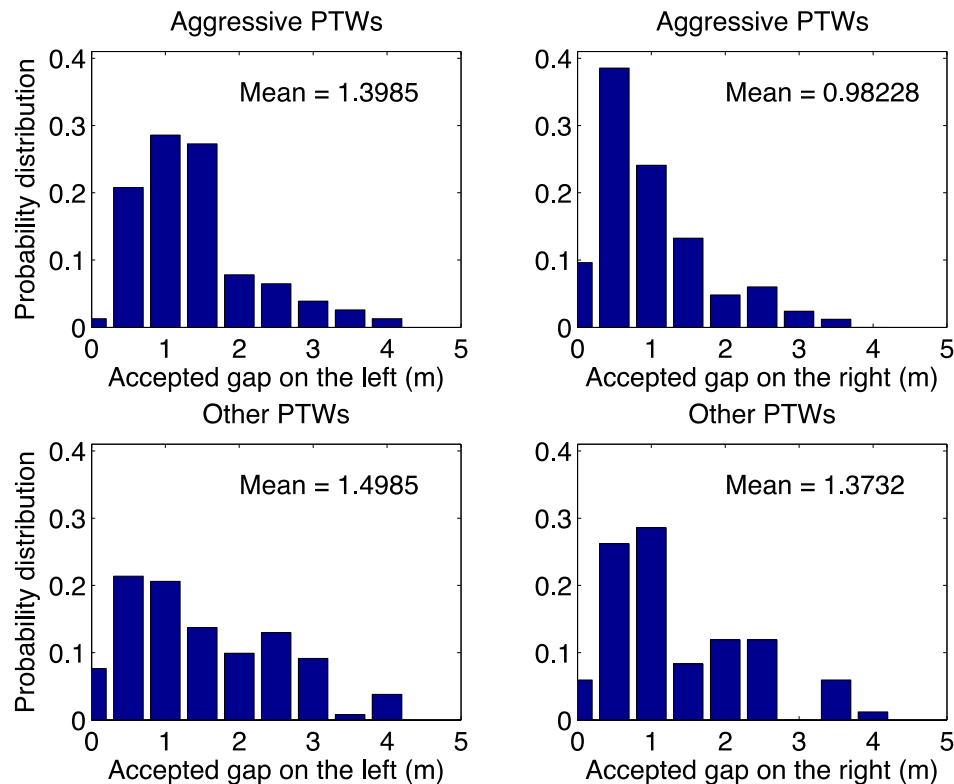 Aggressive PTWs
Mean = 1.3985
Probability distribution
0.4
0.3
0.2
0.1
0
0 1 2 3 4 5
Accepted gap on the left (m)
Aggressive PTWs
Mean = 0.98228
0.4
0.3
0.2
0.1
0
0 1 2 3 4 5
Accepted gap on the right (m)
Other PTWs
Mean = 1.4985
Probability distribution
0.4
0.3
0.2
0.1
0
0 1 2 3 4 5
Accepted gap on the left (m)
Other PTWs
Mean = 1.3732
0.4
0.3
0.2
0.1
0
0 1 2 3 4 5
Accepted gap on the right (m)